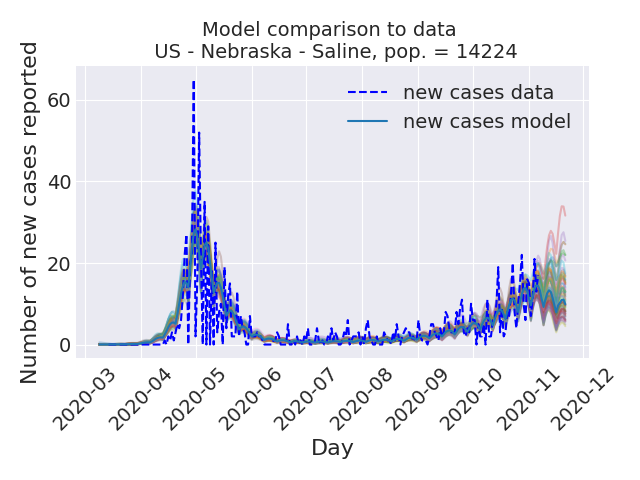 Model comparison to data
US - Nebraska - Saline, pop. = 14224
Number of new cases reported
60
40
20
0
new cases data
new cases model
2020-03
2020-04
2020-05
2020-06
2020-07
2020-08
2020-09
2020-10
2020-11
2020-12
Day